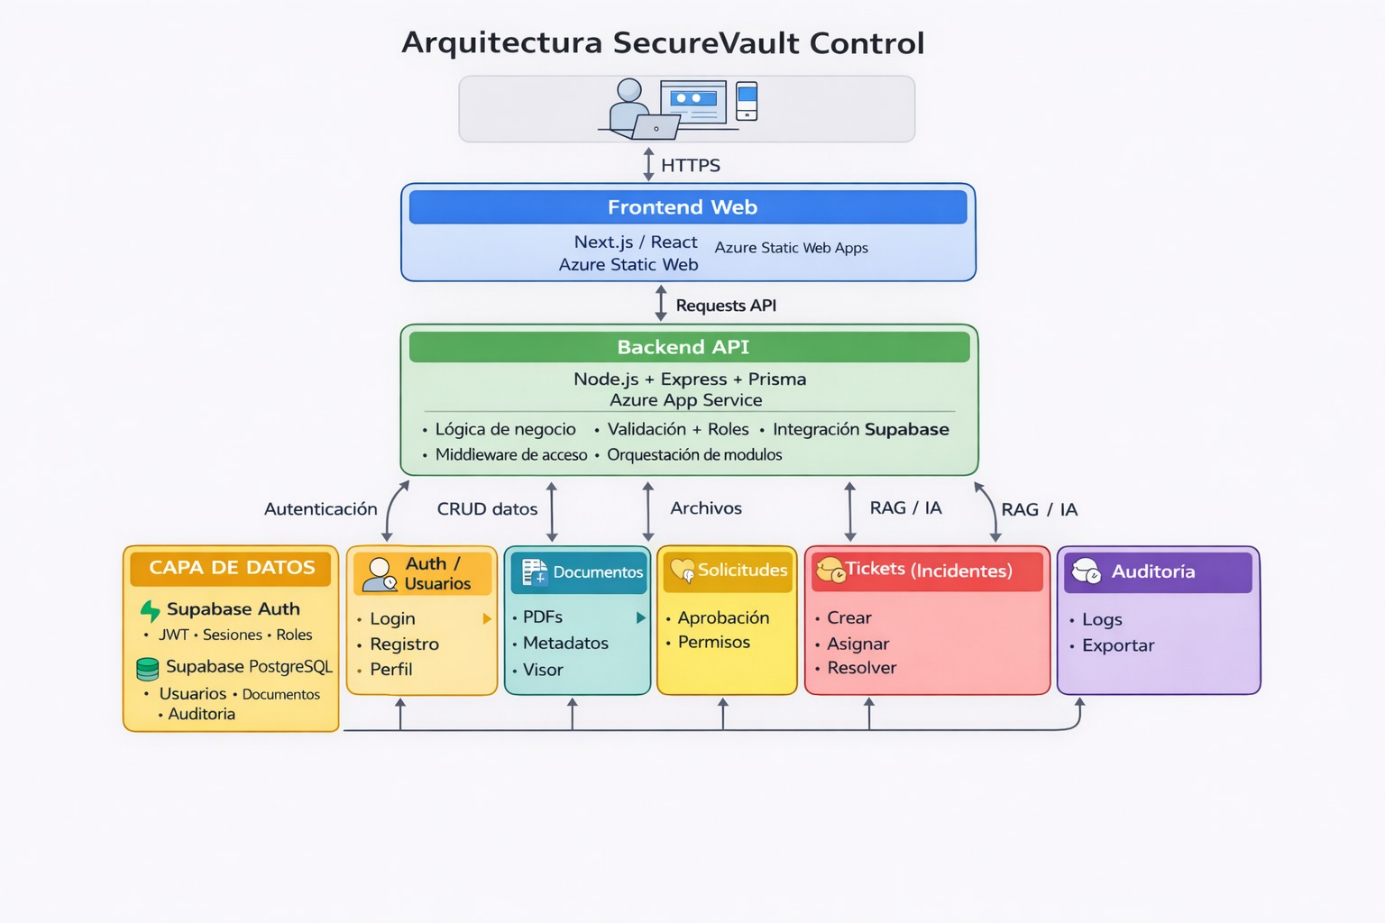 Arquitectura SecureVault Control
HTTPS
Frontend Web
Next.js / React
Azure Static Web Apps
Azure Static Web
Requests API
Backend API
Node.js + Express + Prisma
Azure App Service
• Lógica de negocio • Validación + Roles • Integración Supabase
• Middleware de acceso • Orquestación de modulos
Autenticación
CRUD datos
Archivos
RAG / IA
RAG / IA
CAPA DE DATOS
Supabase Auth
• JWT • Sesiones • Roles
Supabase PostgreSQL
• Usuarios • Documentos
• Auditoria
Auth /
Usuarios
• Login
• Registro
• Perfil
Documentos
• PDFs
• Metadatos
• Visor
Solicitudes
• Aprobación
• Permisos
Tickets (Incidentes)
• Crear
• Asignar
• Resolver
Auditoría
• Logs
• Exportar